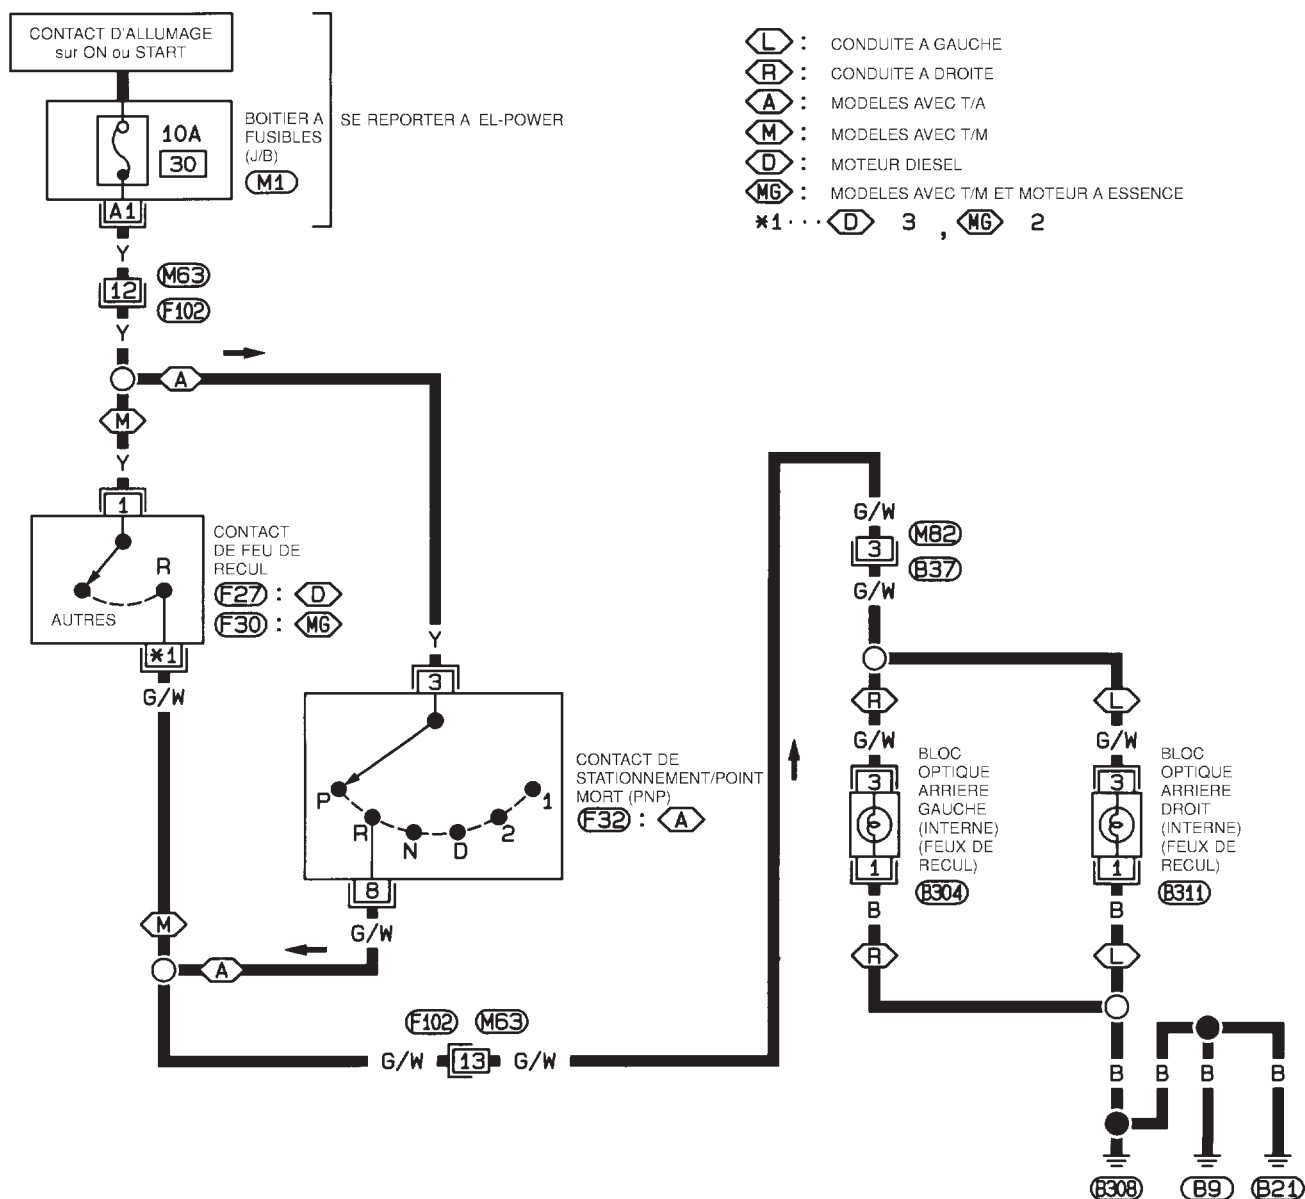 CONTACT D'ALLUMAGE
sur ON ou START
10A
30
BOITIER A
FUSIBLES
(J/B)
M1
SE REPORTER A EL-POWER
L : CONDUITE A GAUCHE
R : CONDUITE A DROITE
A : MODELES AVEC T/A
M : MODELES AVEC T/M
D : MOTEUR DIESEL
MG : MODELES AVEC T/M ET MOTEUR A ESSENCE
*1 ··· D 3 , MG 2
A1
Y
12
M63
F102
Y
A
M
Y
1
CONTACT
DE FEU DE
RECUL
F27 : D
F30 : MG
R
AUTRES
*1
G/W
Y
3
P
R
N
D
2
1
CONTACT DE
STATIONNEMENT/POINT
MORT (PNP)
F32 : A
8
G/W
M
A
F102 M63
G/W 13 G/W
G/W
3
M82
B37
G/W
R
L
G/W
G/W
3
BLOC
OPTIQUE
ARRIERE
GAUCHE
(INTERNE)
(FEUX DE
RECUL)
1
B304
3
BLOC
OPTIQUE
ARRIERE
DROIT
(INTERNE)
(FEUX DE
RECUL)
1
B311
B
B
R
L
B B B B
B308 B9 B21